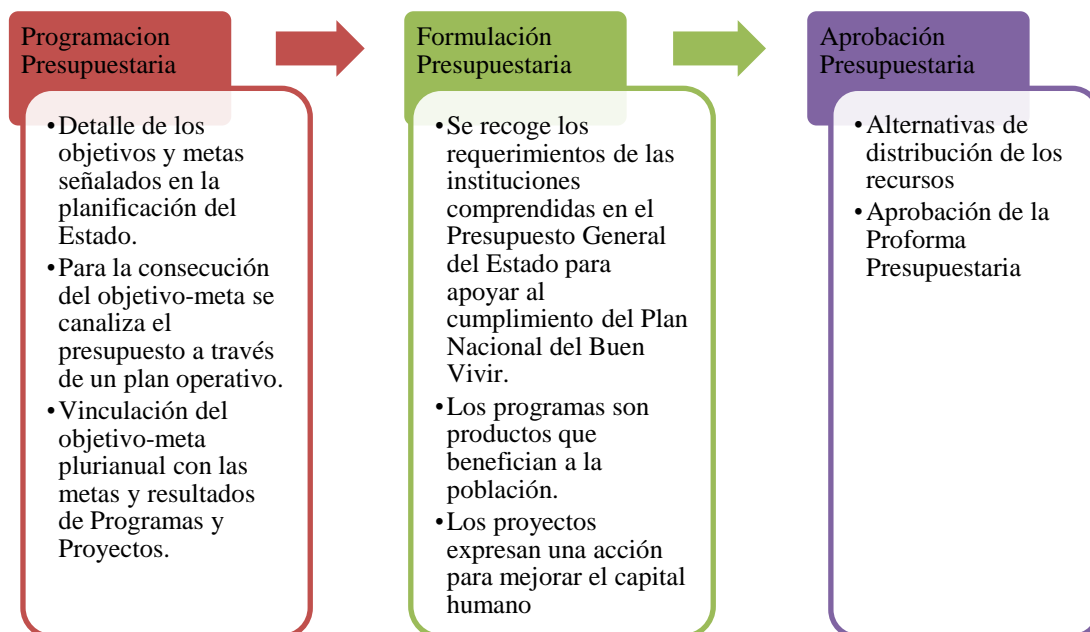 Programacion
Presupuestaria
•Detalle de los
objetivos y metas
señalados en la
planificación del
Estado.
•Para la consecución
del objetivo-meta se
canaliza el
presupuesto a través
de un plan operativo.
•Vinculación del
objetivo-meta
plurianual con las
metas y resultados
de Programas y
Proyectos.
Formulación
Presupuestaria
•Se recoge los
requerimientos de las
instituciones
comprendidas en el
Presupuesto General
del Estado para
apoyar al
cumplimiento del Plan
Nacional del Buen
Vivir.
•Los programas son
productos que
benefician a la
población.
•Los proyectos
expresan una acción
para mejorar el capital
humano
Aprobación
Presupuestaria
•Alternativas de
distribución de los
recursos
•Aprobación de la
Proforma
Presupuestaria